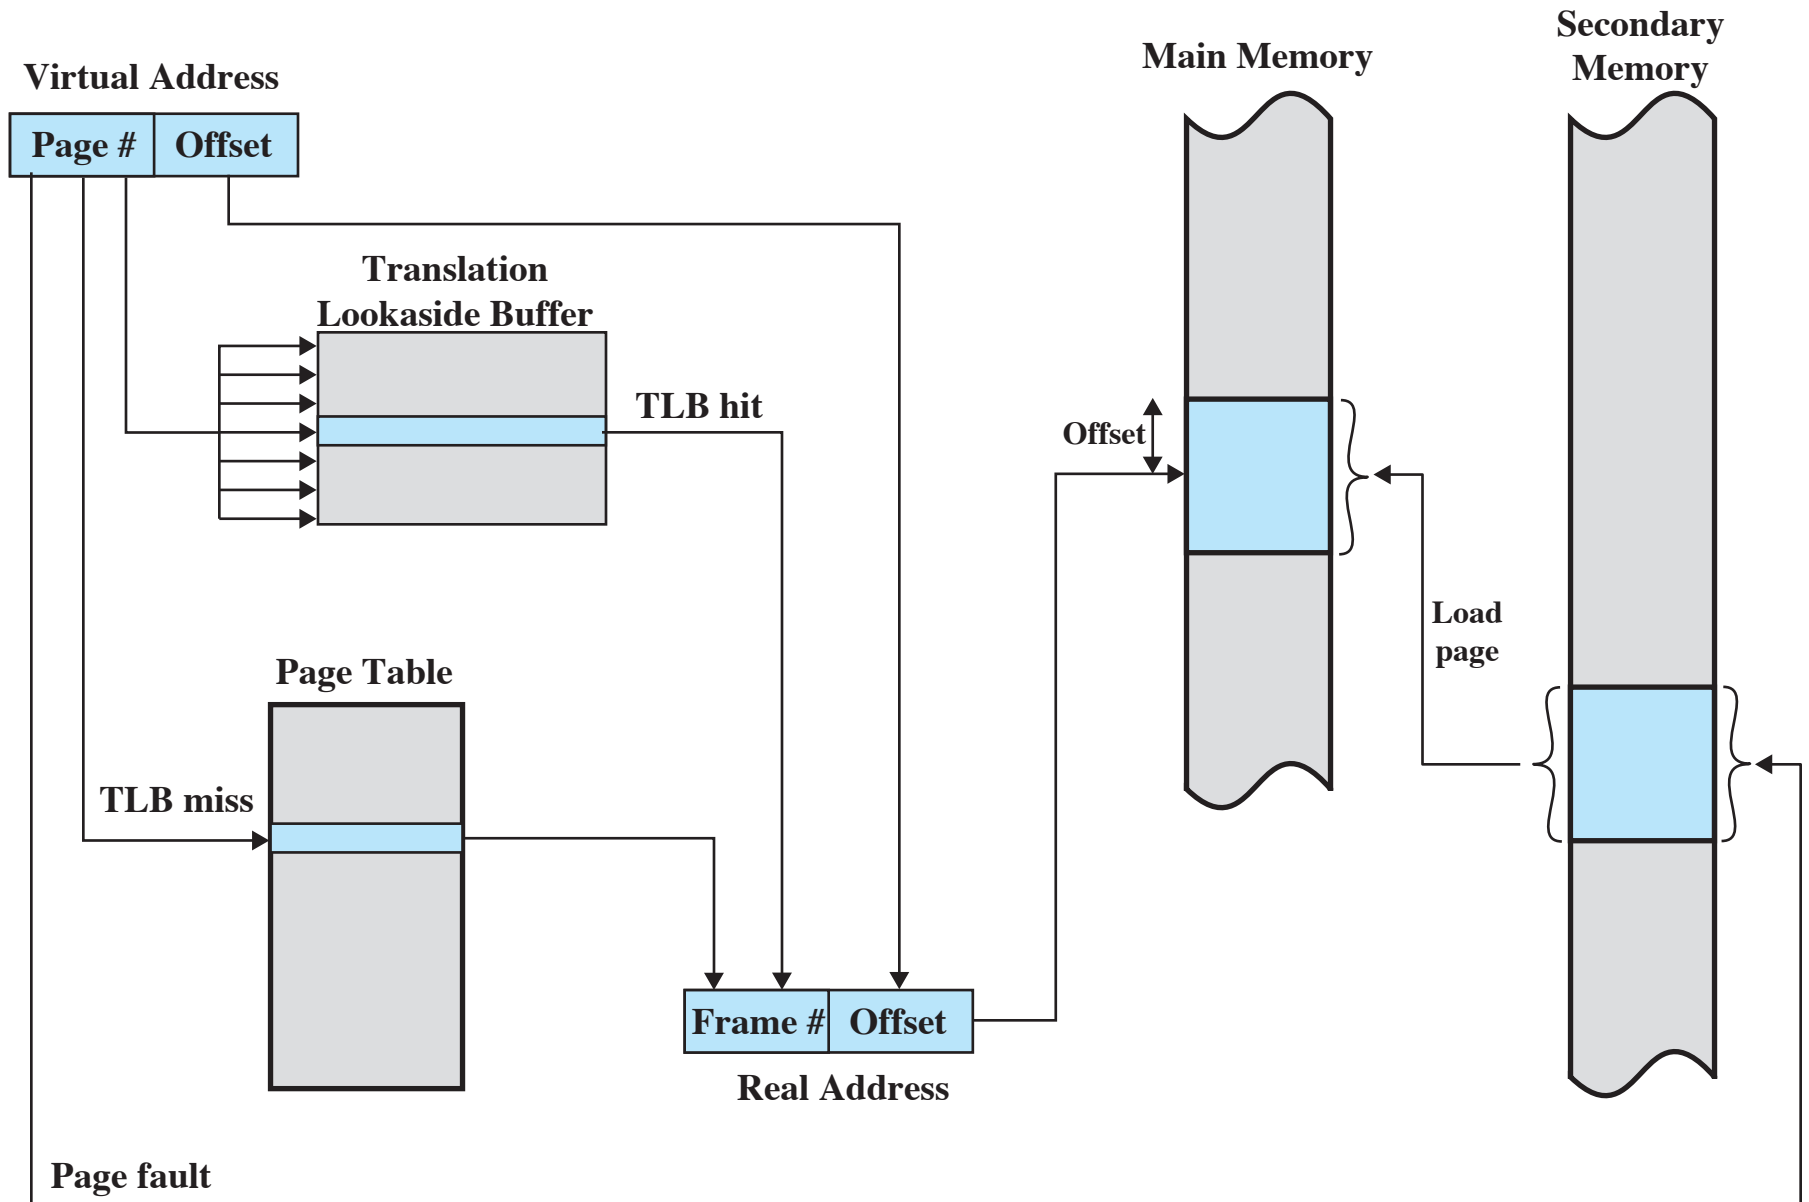 Secondary
Memory
Main Memory
Virtual Address
Page # Offset
Translation
Lookaside Buffer
TLB hit
Offset
Load
page
Page Table
TLB miss
Frame # Offset
Real Address
Page fault